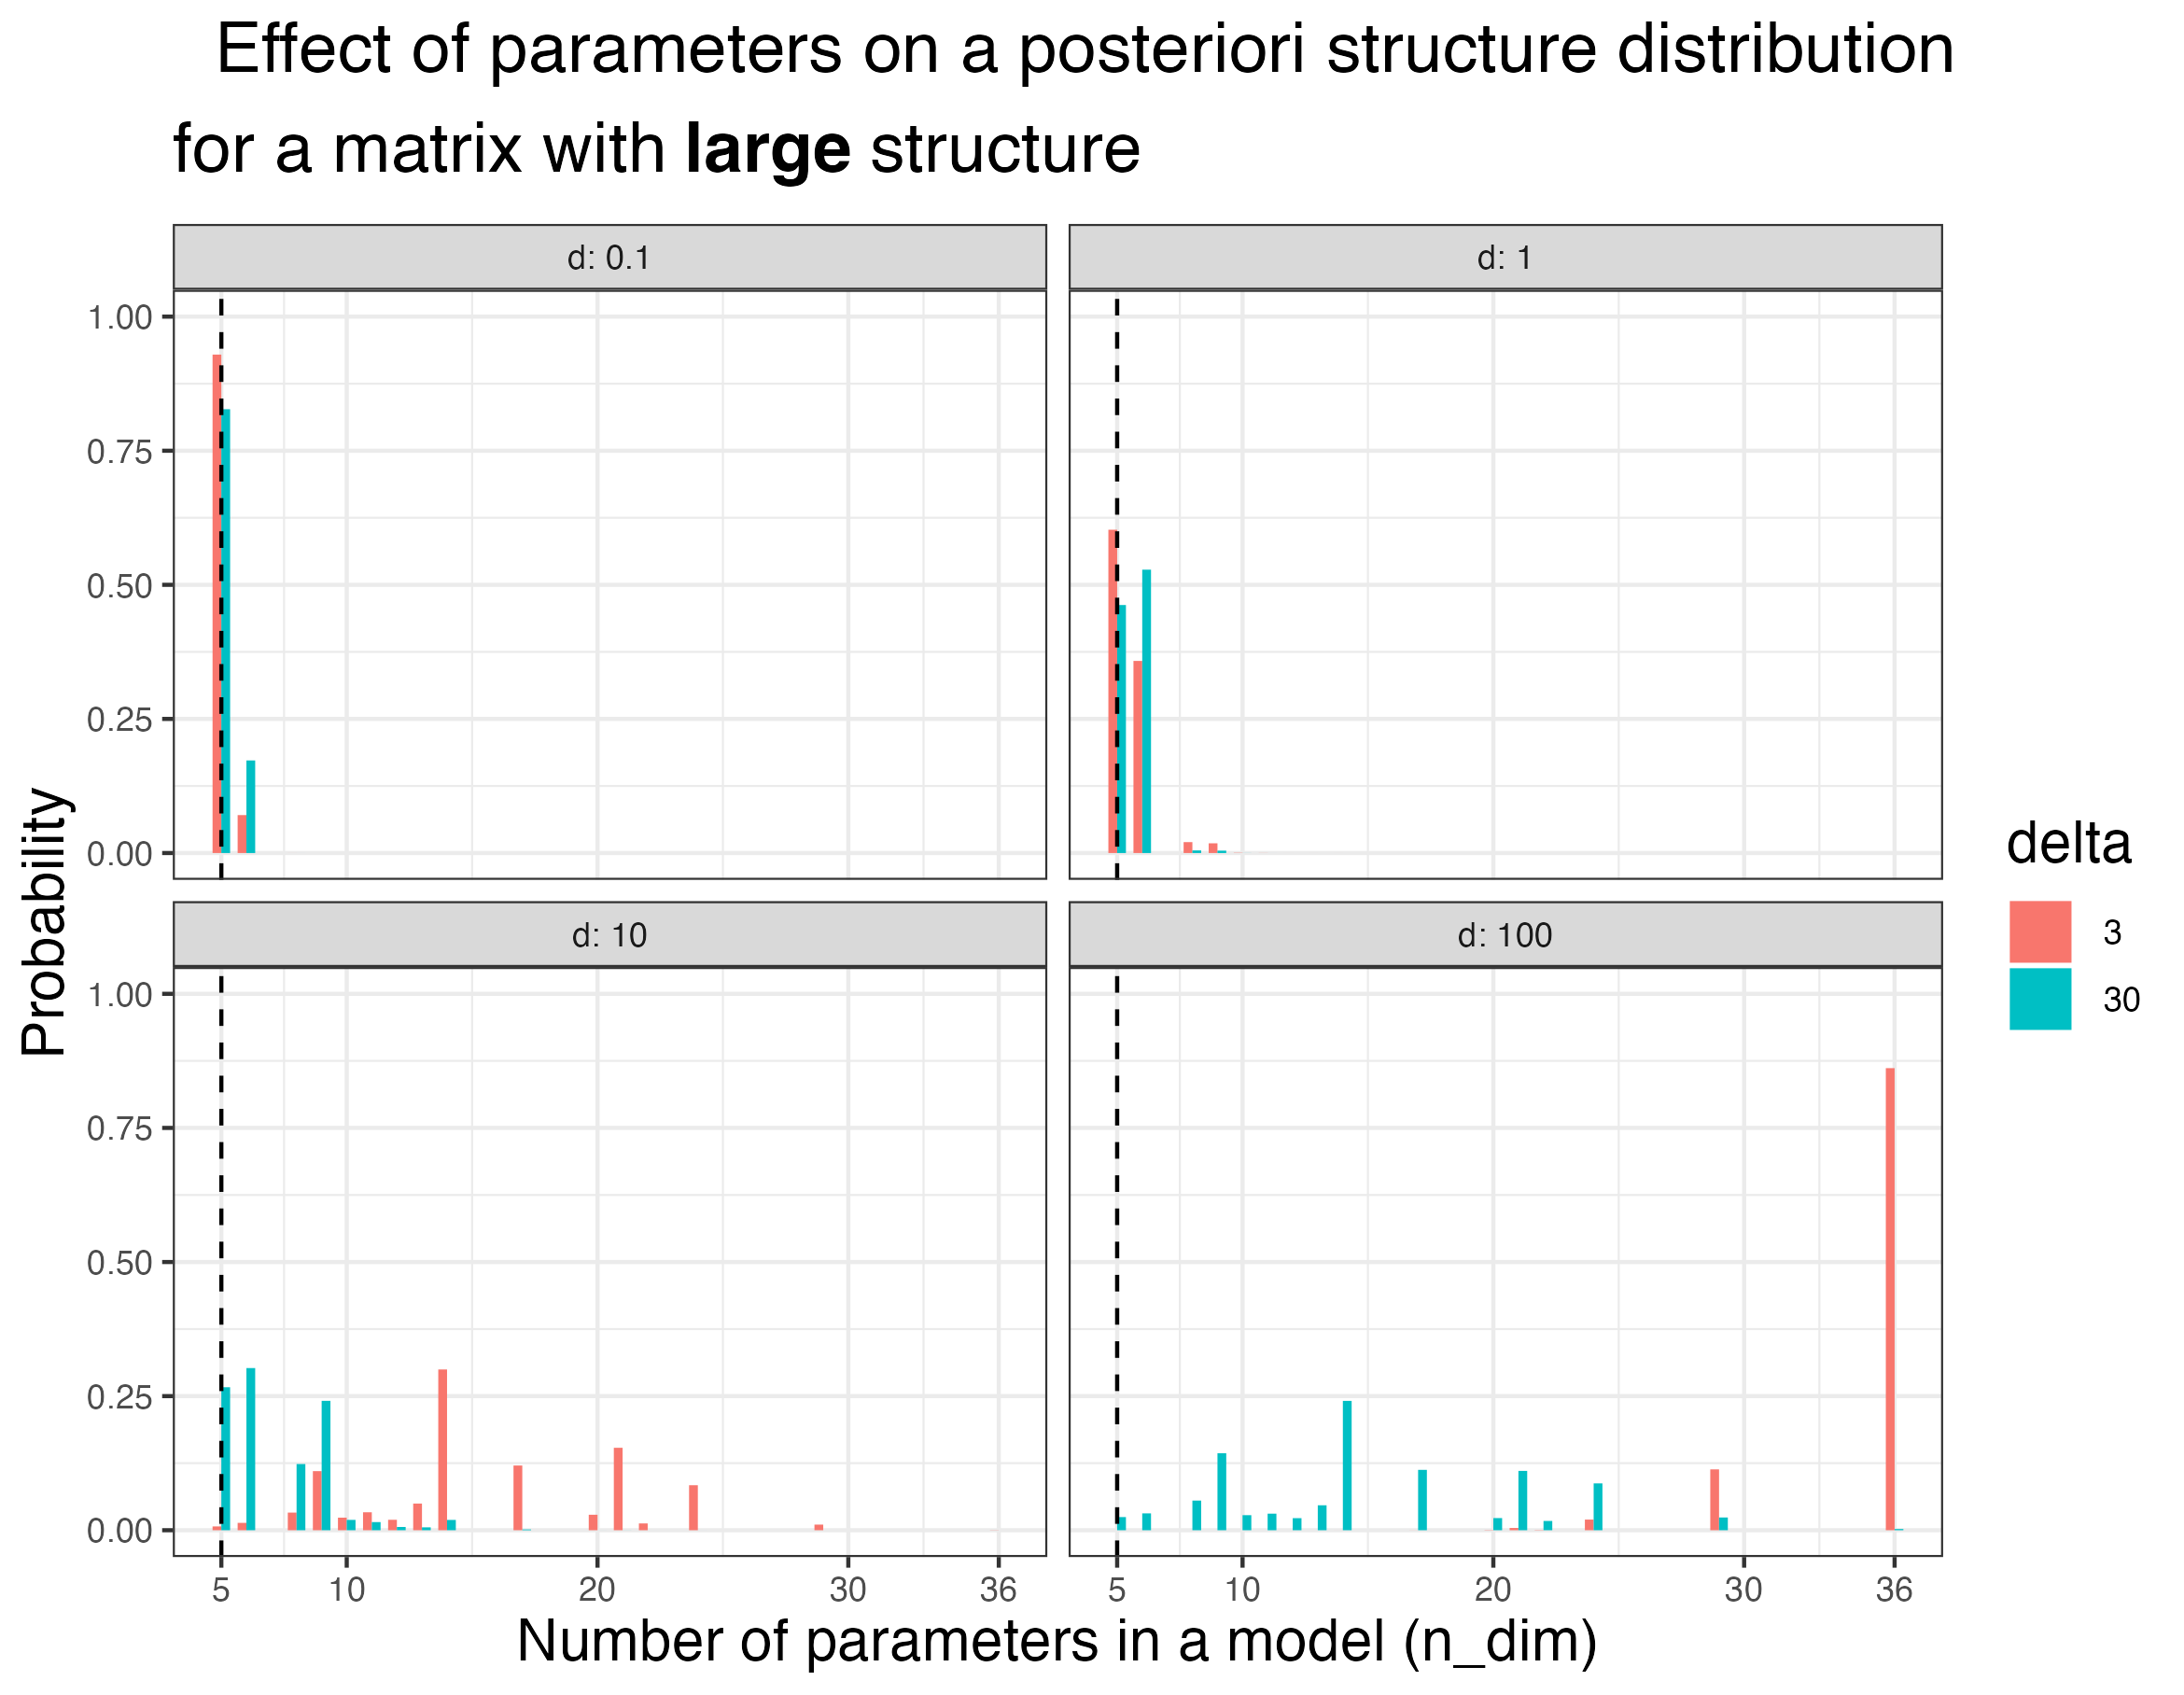 Effect of parameters on a posteriori structure distribution
for a matrix with large structure
d: 0.1
d: 1
1.00
0.75
0.50
0.25
0.00
d: 10
d: 100
1.00
0.75
0.50
0.25
0.00
5 10 20 30 36
5 10 20 30 36
Number of parameters in a model (n_dim)
Probability
delta
3
30